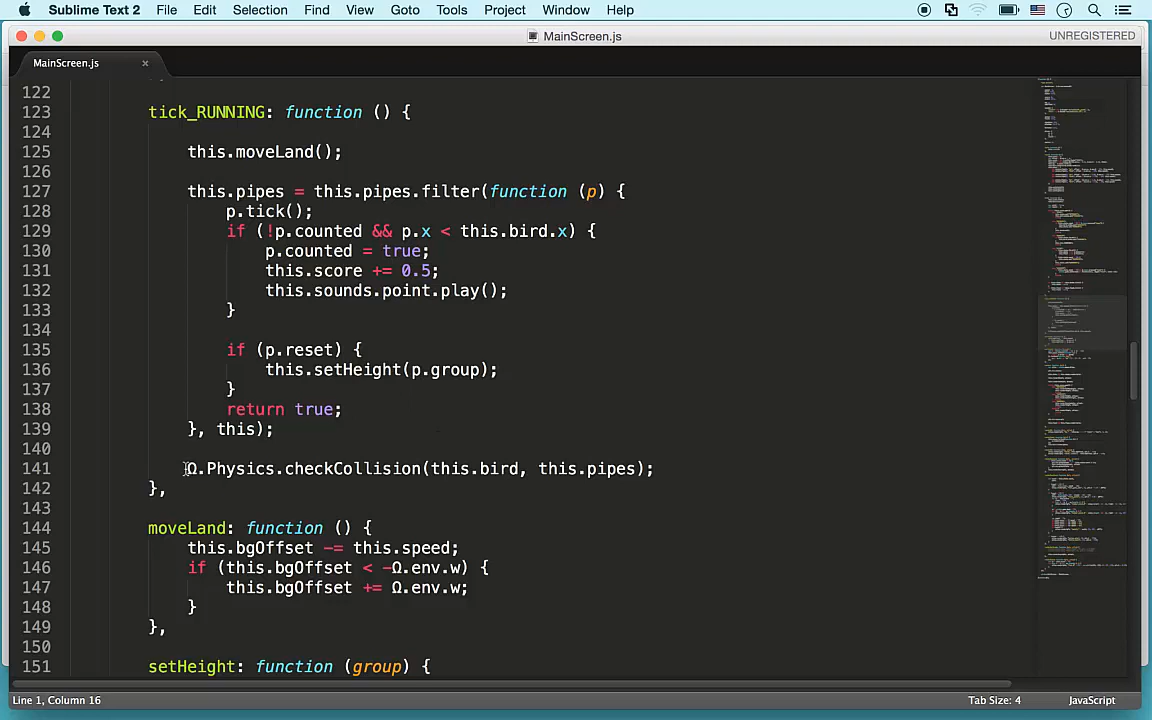 Sublime Text 2 File Edit Selection Find View Goto Tools Project Window Help
MainScreen.js UNREGISTERED
MainScreen.js ×
122
123 tick_RUNNING: function () {
124
125 this.moveLand();
126
127 this.pipes = this.pipes.filter(function (p) {
128 p.tick();
129 if (!p.counted && p.x < this.bird.x) {
130 p.counted = true;
131 this.score += 0.5;
132 this.sounds.point.play();
133 }
134
135 if (p.reset) {
136 this.setHeight(p.group);
137 }
138 return true;
139 }, this);
140
141 Ω.Physics.checkCollision(this.bird, this.pipes);
142 },
143
144 moveLand: function () {
145 this.bgOffset -= this.speed;
146 if (this.bgOffset < -Ω.env.w) {
147 this.bgOffset += Ω.env.w;
148 }
149 },
150
151 setHeight: function (group) {
Line 1, Column 16 Tab Size: 4 JavaScript